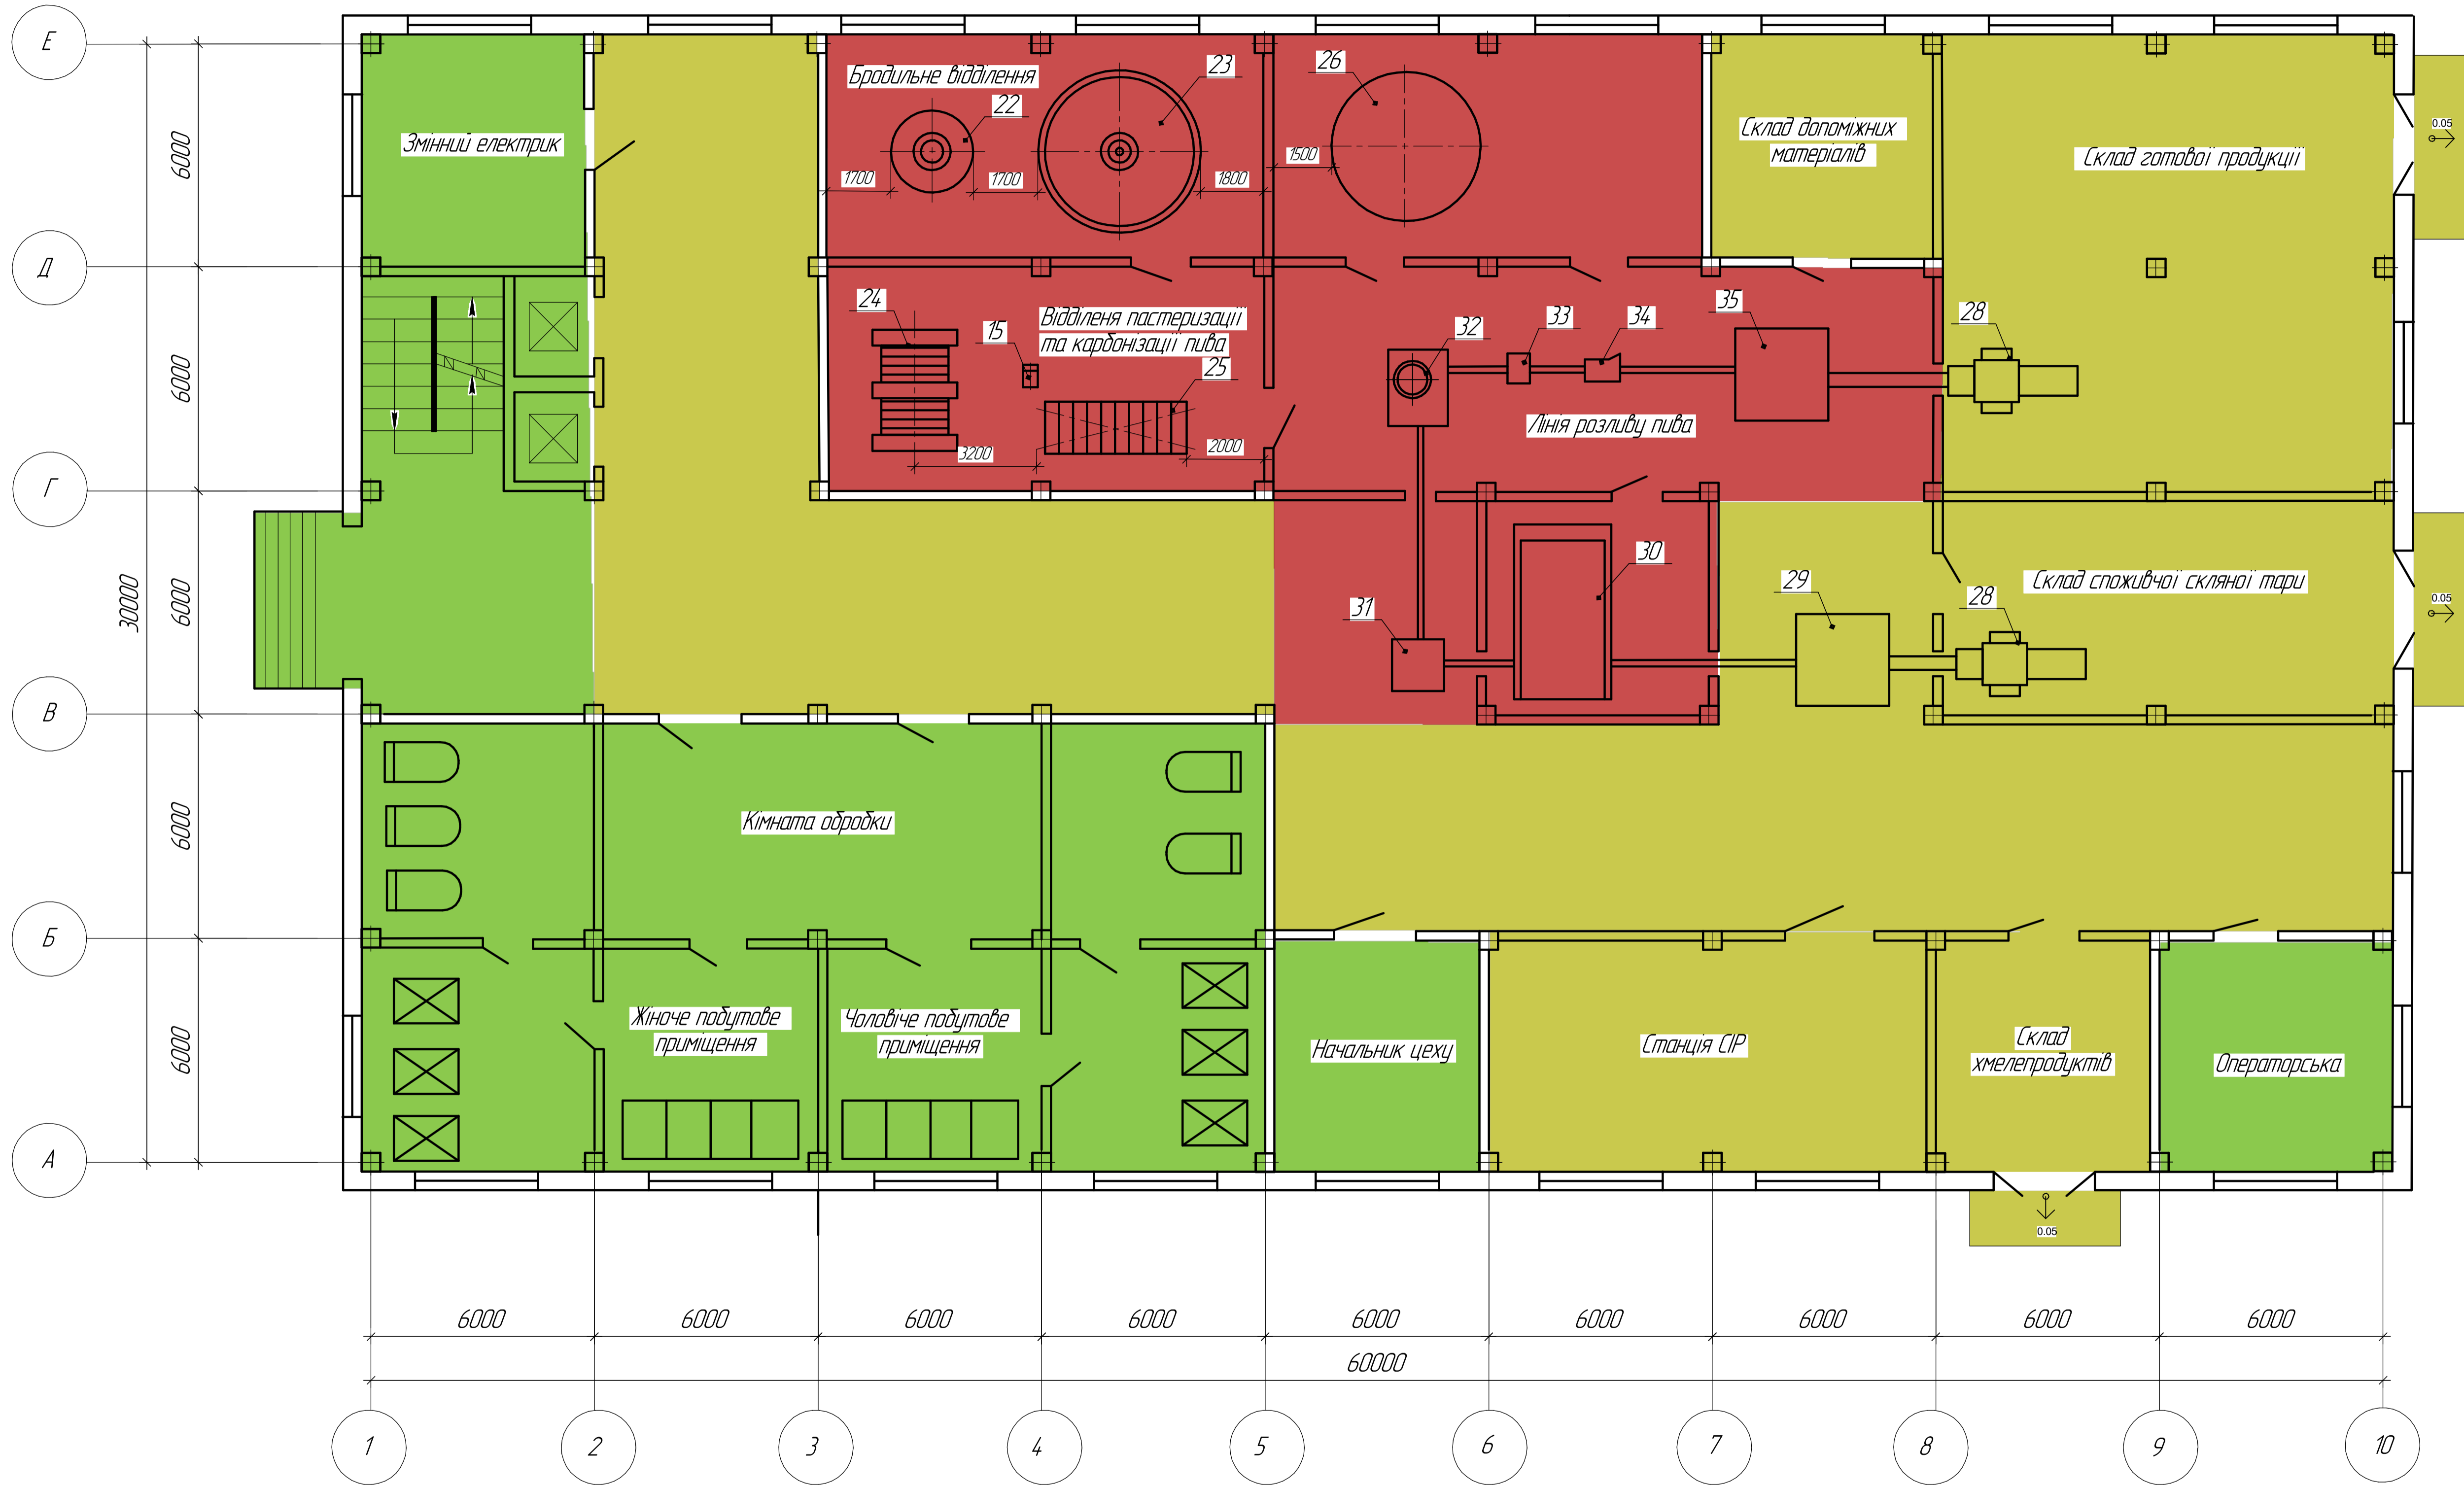 Е
Бродильне відділення
23
26
22
Змінний електрик
Склад допоміжних
матеріалів
Склад готової продукції
0.05
6000
1700
1700
1800
1500
Д
24
15
Відділеня пастеризації
та карбонізації пива
25
32
33
34
35
28
6000
Лінія розливу пива
3200
2000
Г
30000
6000
31
30
29
28
Склад споживчої скляної тари
0.05
В
6000
Кімната обробки
Б
6000
Жіноче побутове
приміщення
Чоловіче побутове
приміщення
Начальник цеху
Станція СІР
Склад
хмелепродуктів
Операторська
А
0.05
6000
6000
6000
6000
6000
6000
6000
6000
6000
60000
1
2
3
4
5
6
7
8
9
10